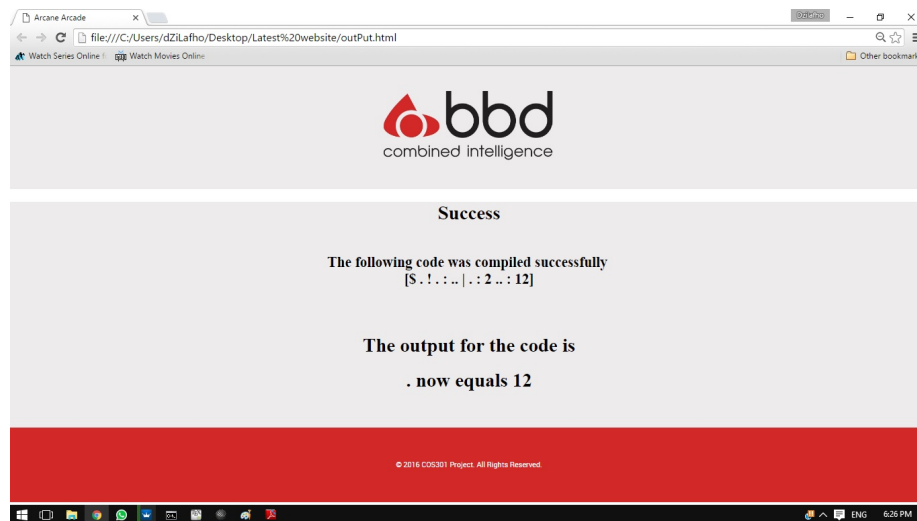 Arcane Arcade
DziLafho
file:///C:/Users/dZiLafho/Desktop/Latest%20website/outPut.html
Watch Series Online
Watch Movies Online
Other bookmark
bbd
combined intelligence
Success
The following code was compiled successfully
[S . ! . : .. | . : 2 .. : 12]
The output for the code is
. now equals 12
© 2016 COS301 Project. All Rights Reserved.
ENG
6:26 PM